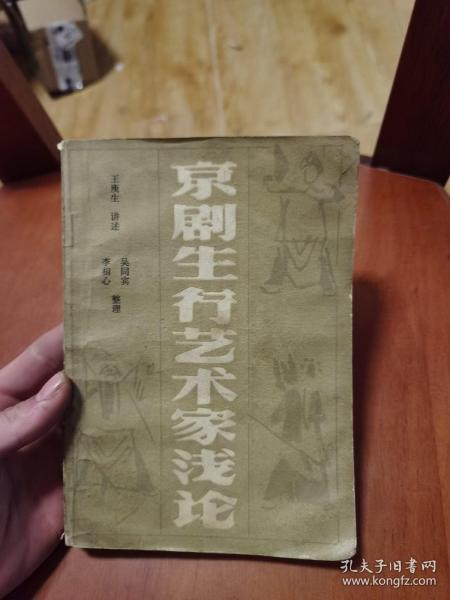 京剧生行艺术家浅论
王庾生 讲述
吴同宾
李相心
整理
孔夫子旧书网
www.kongfz.com